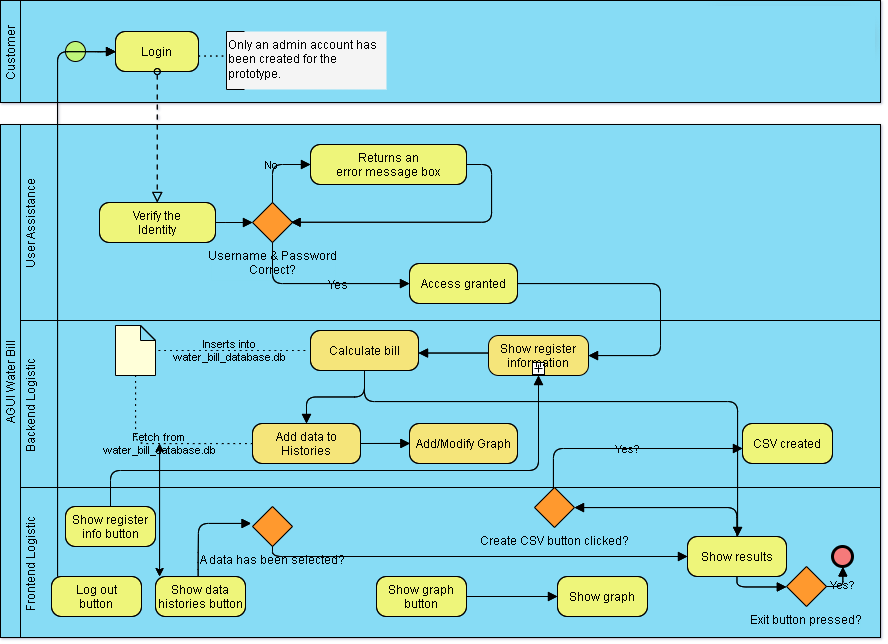 Customer
Login
Only an admin account has
been created for the
prototype.
AGUI Water Bill
User Assistance
Verify the
Identity
No
Returns an
error message box
Username & Password
Correct?
Yes
Access granted
Backend Logistic
Inserts into
water_bill_database.db
Calculate bill
Show register
information
Fetch from
water_bill_database.db
Add data to
Histories
Add/Modify Graph
Yes?
CSV created
Frontend Logistic
Show register
info button
A data has been selected?
Create CSV button clicked?
Show results
Log out
button
Show data
histories button
Show graph
button
Show graph
Yes?
Exit button pressed?